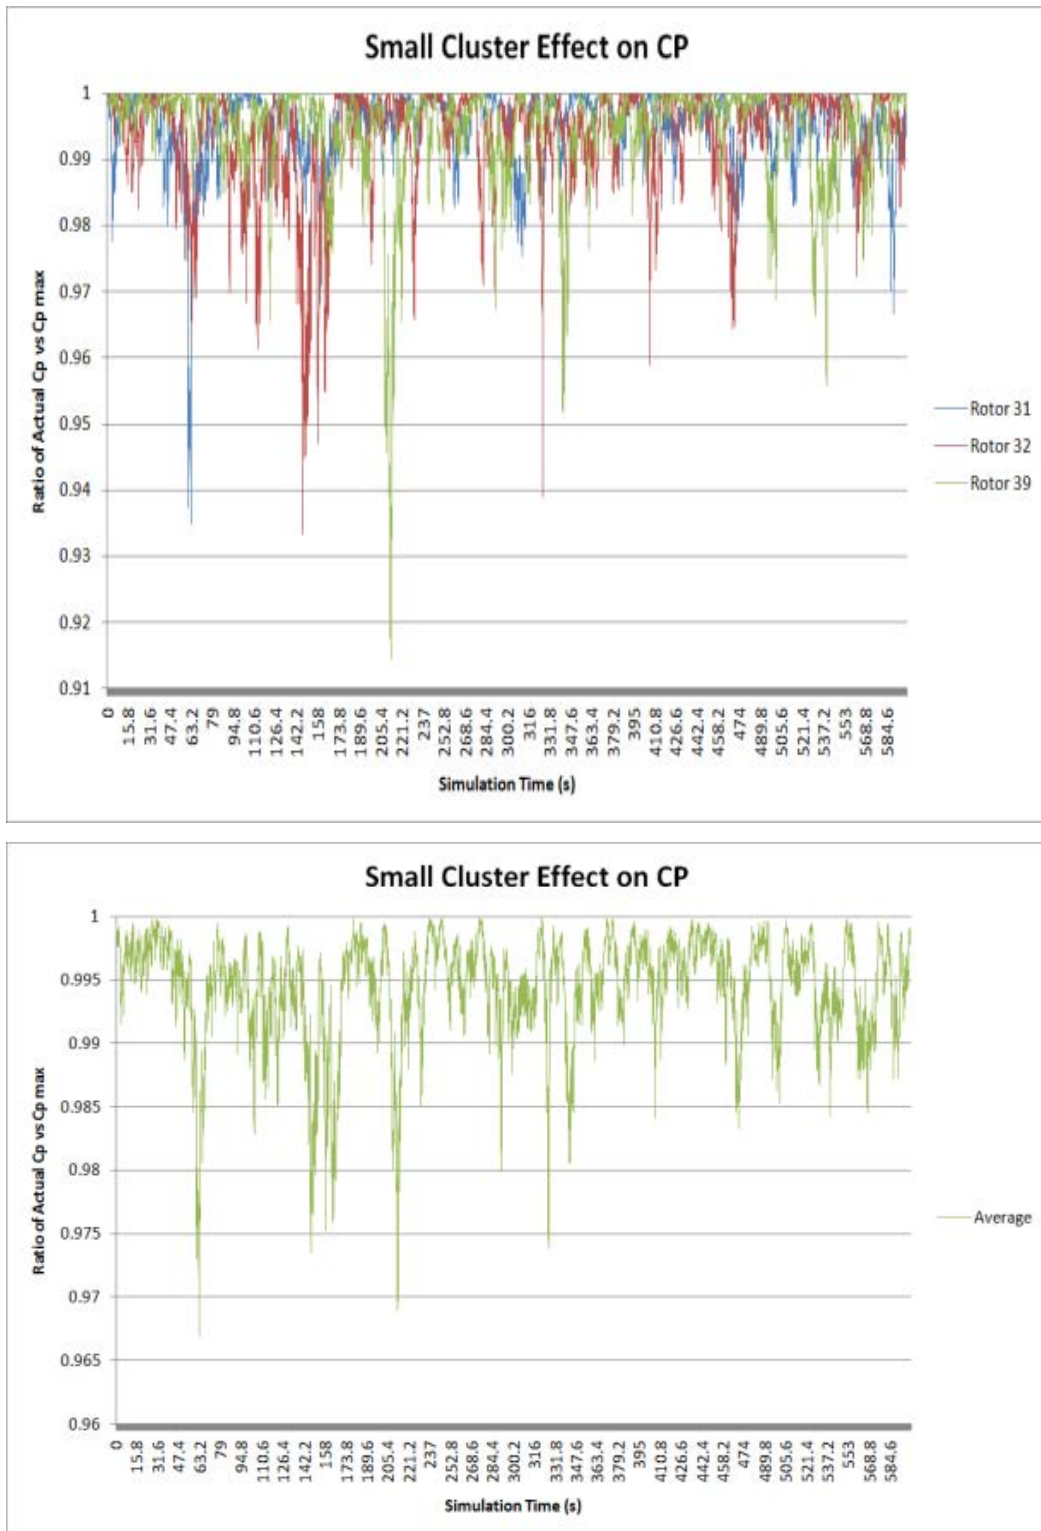 Small Cluster Effect on CP
1
0.99
0.98
0.97
0.96
0.95
0.94
0.93
0.92
0.91
Ratio of Actual Cp vs Cp max
0 15.8 31.6 47.4 63.2 79 94.8 110.6 126.4 142.2 158 173.8 189.6 205.4 221.2 237 252.8 268.6 284.4 300.2 316 331.8 347.6 363.4 379.2 395 410.8 426.6 442.4 458.2 474 489.8 505.6 521.4 537.2 553 568.8 584.6
Simulation Time (s)
Rotor 31
Rotor 32
Rotor 39
Small Cluster Effect on CP
1
0.995
0.99
0.985
0.98
0.975
0.97
0.965
0.96
Ratio of Actual Cp vs Cp max
0 15.8 31.6 47.4 63.2 79 94.8 110.6 126.4 142.2 158 173.8 189.6 205.4 221.2 237 252.8 268.6 284.4 300.2 316 331.8 347.6 363.4 379.2 395 410.8 426.6 442.4 458.2 474 489.8 505.6 521.4 537.2 553 568.8 584.6
Simulation Time (s)
Average